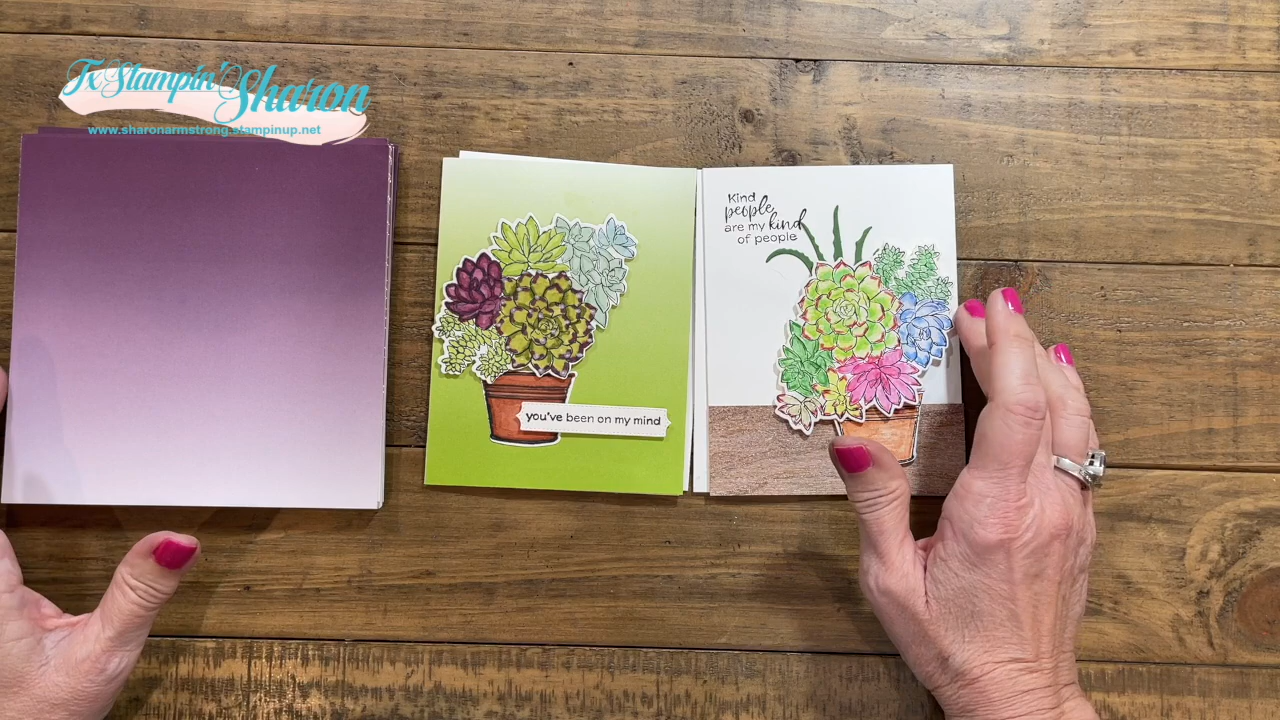 Tx Stampin' Sharon
www.sharonarmstrong.stampinup.net
Kind
people
are my kind
of people
you've been on my mind